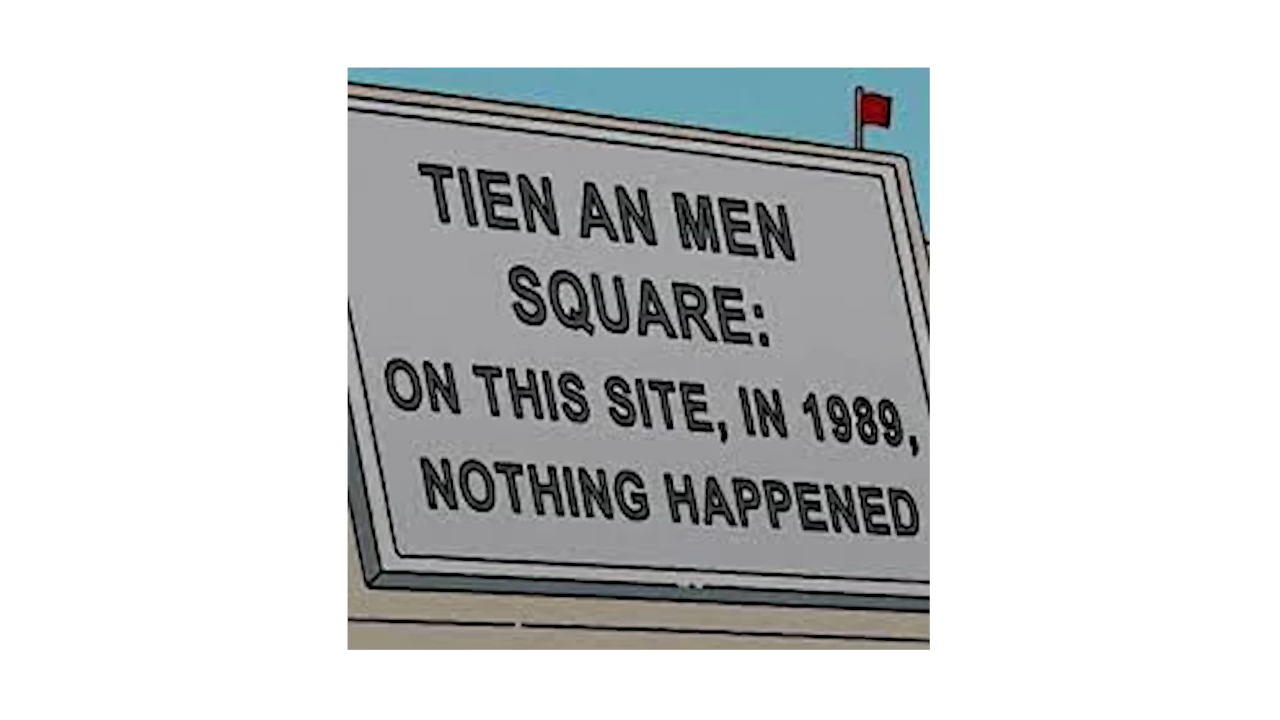 TIEN AN MEN
SQUARE:
ON THIS SITE, IN 1989,
NOTHING HAPPENED